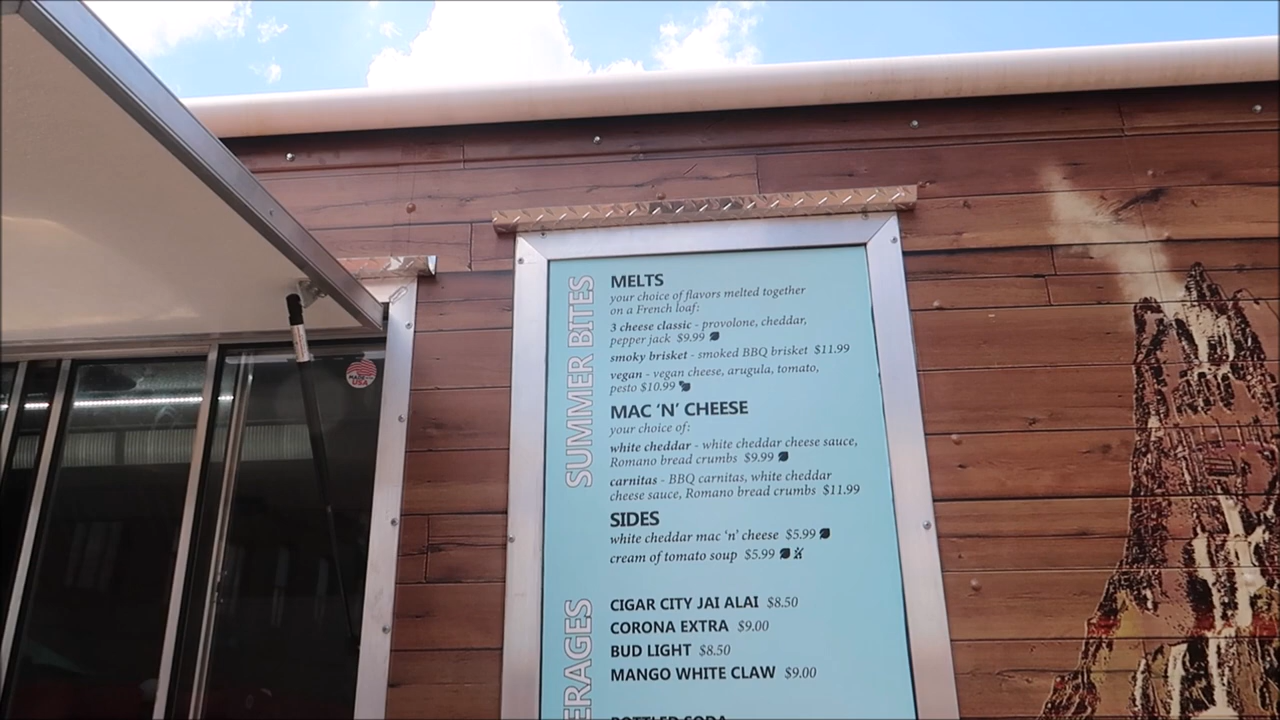 SUMMER BITES
MELTS
your choice of flavors melted together
on a French loaf:
3 cheese classic - provolone, cheddar,
pepper jack $9.99
smoky brisket - smoked BBQ brisket $11.99
vegan - vegan cheese, arugula, tomato,
pesto $10.99
MAC 'N' CHEESE
your choice of:
white cheddar - white cheddar cheese sauce,
Romano bread crumbs $9.99
carnitas - BBQ carnitas, white cheddar
cheese sauce, Romano bread crumbs $11.99
SIDES
white cheddar mac 'n' cheese $5.99
cream of tomato soup $5.99
ERAGES
CIGAR CITY JAI ALAI $8.50
CORONA EXTRA $9.00
BUD LIGHT $8.50
MANGO WHITE CLAW $9.00
BOTTLED SODA
MADE
USA